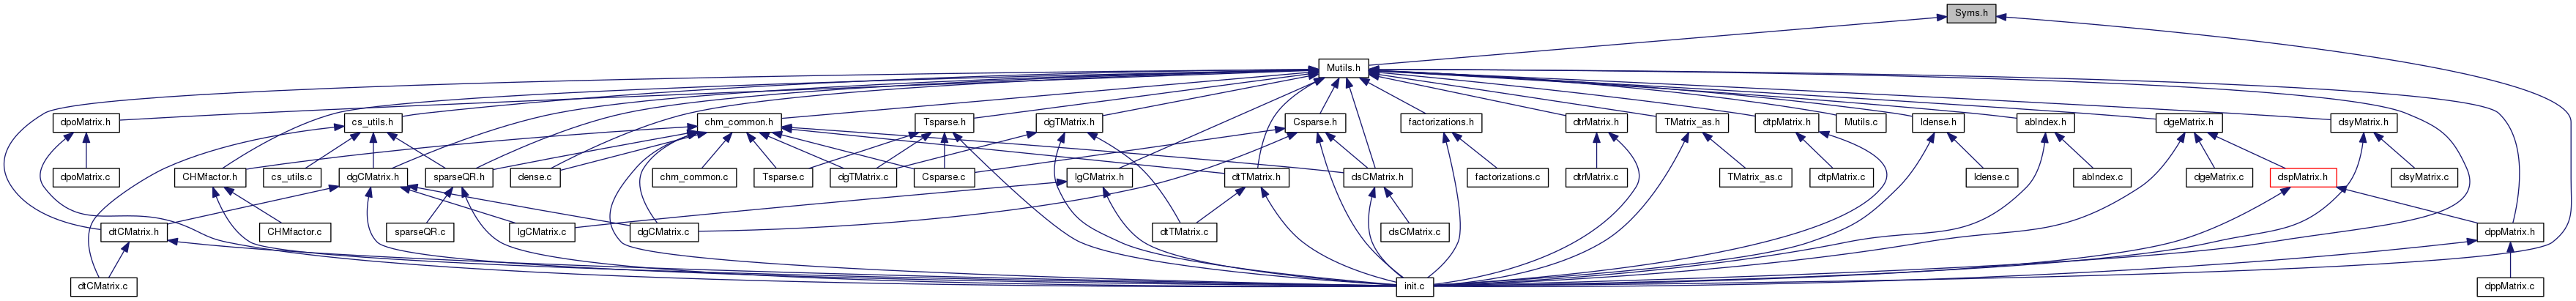 Syms.h
Mutils.h
dpoMatrix.h
cs_utils.h
chm_common.h
Tsparse.h
dgTMatrix.h
Csparse.h
factorizations.h
dtrMatrix.h
TMatrix_as.h
dtpMatrix.h
Mutils.c
ldense.h
abIndex.h
dgeMatrix.h
dsyMatrix.h
dpoMatrix.c
CHMfactor.h
cs_utils.c
dgCMatrix.h
sparseQR.h
dense.c
chm_common.c
Tsparse.c
dgTMatrix.c
Csparse.c
lgCMatrix.h
dtTMatrix.h
dsCMatrix.h
factorizations.c
dtrMatrix.c
TMatrix_as.c
dtpMatrix.c
ldense.c
abIndex.c
dgeMatrix.c
dspMatrix.h
dsyMatrix.c
dtCMatrix.h
CHMfactor.c
sparseQR.c
lgCMatrix.c
dgCMatrix.c
dtTMatrix.c
dsCMatrix.c
dppMatrix.h
dtCMatrix.c
init.c
dppMatrix.c